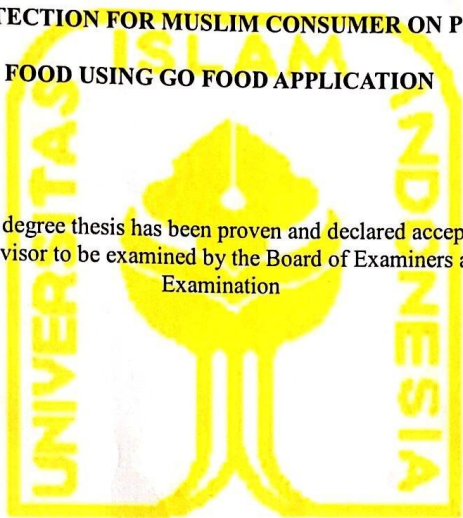 TECTION FOR MUSLIM CONSUMER ON P
FOOD USING GO FOOD APPLICATION
degree thesis has been proven and declared accep
visor to be examined by the Board of Examiners a
Examination
UNIVERSITAS
ISLAM
INDONESIA